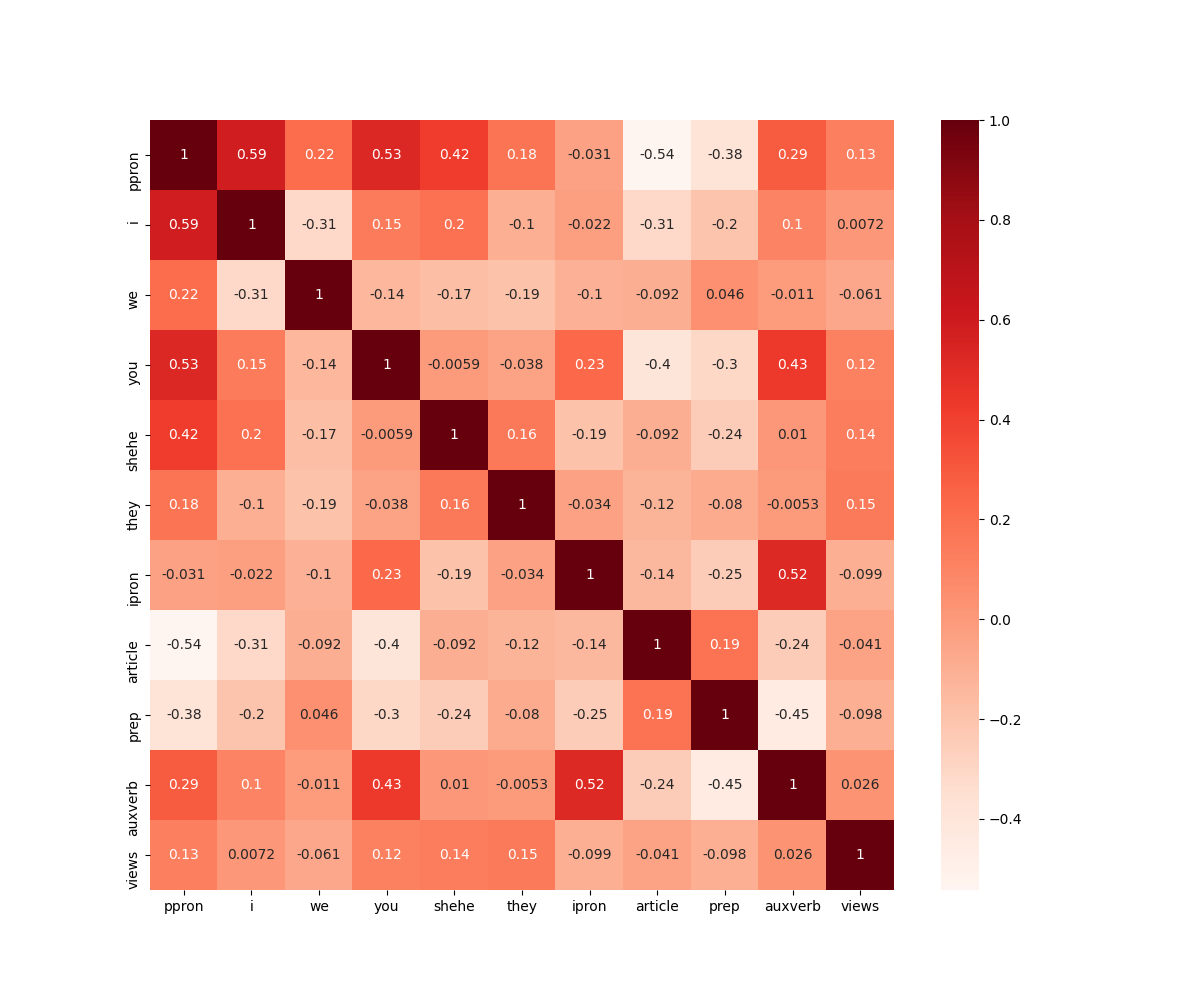 ppron 1 0.59 0.22 0.53 0.42 0.18 -0.031 -0.54 -0.38 0.29 0.13
i 0.59 1 -0.31 0.15 0.2 -0.1 -0.022 -0.31 -0.2 0.1 0.0072
we 0.22 -0.31 1 -0.14 -0.17 -0.19 -0.1 -0.092 0.046 -0.011 -0.061
you 0.53 0.15 -0.14 1 -0.0059 -0.038 0.23 -0.4 -0.3 0.43 0.12
shehe 0.42 0.2 -0.17 -0.0059 1 0.16 -0.19 -0.092 -0.24 0.01 0.14
they 0.18 -0.1 -0.19 -0.038 0.16 1 -0.034 -0.12 -0.08 -0.0053 0.15
ipron -0.031 -0.022 -0.1 0.23 -0.19 -0.034 1 -0.14 -0.25 0.52 -0.099
article -0.54 -0.31 -0.092 -0.4 -0.092 -0.12 -0.14 1 0.19 -0.24 -0.041
prep -0.38 -0.2 0.046 -0.3 -0.24 -0.08 -0.25 0.19 1 -0.45 -0.098
auxverb 0.29 0.1 -0.011 0.43 0.01 -0.0053 0.52 -0.24 -0.45 1 0.026
views 0.13 0.0072 -0.061 0.12 0.14 0.15 -0.099 -0.041 -0.098 0.026 1
ppron i we you shehe they ipron article prep auxverb views
1.0
0.8
0.6
0.4
0.2
0.0
−0.2
−0.4